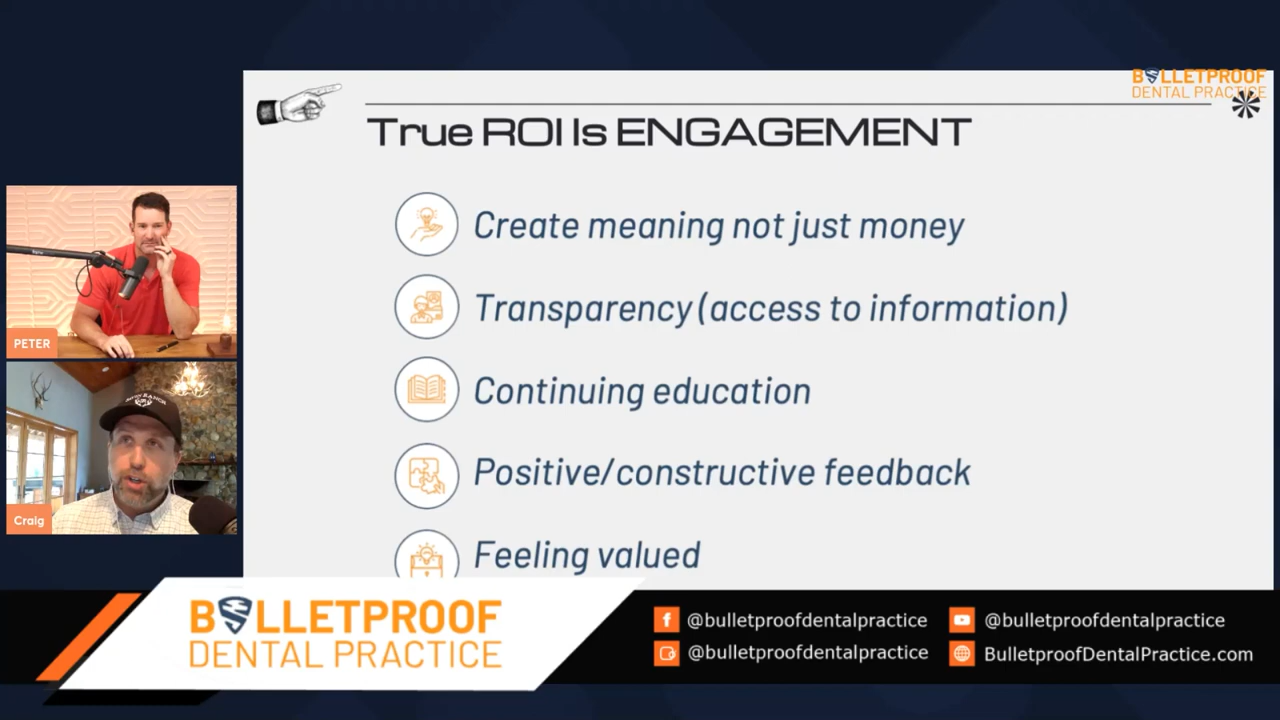 BULLETPROOF
DENTAL PRACTICE
True ROI Is ENGAGEMENT
Create meaning not just money
Transparency (access to information)
Continuing education
Positive/constructive feedback
Feeling valued
PETER
Craig
BULLETPROOF
DENTAL PRACTICE
@bulletproofdentalpractice
@bulletproofdentalpractice
@bulletproofdentalpractice
BulletproofDentalPractice.com